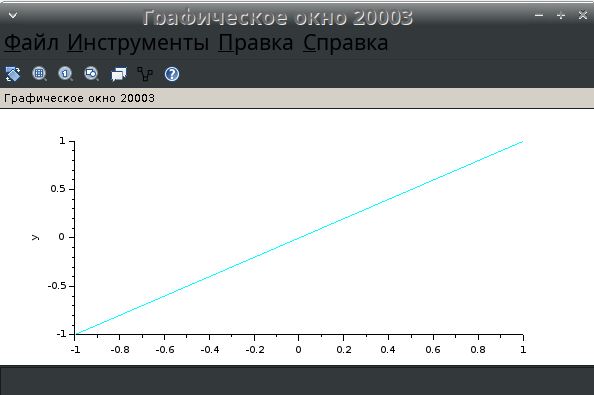 Графическое окно 20003
Файл Инструменты Правка Справка
Графическое окно 20003
1
0.5
y
0
-0.5
-1
-1 -0.8 -0.6 -0.4 -0.2 0 0.2 0.4 0.6 0.8 1